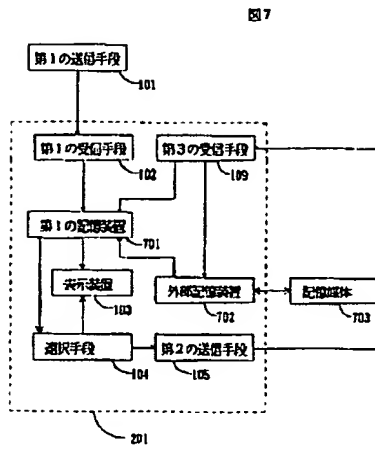 図7
第1の送信手段
101
第1の受信手段
102
第3の受信手段
109
第1の記憶装置
701
表示装置
103
外部記憶装置
702
記憶媒体
703
選択手段
104
第2の送信手段
105
201